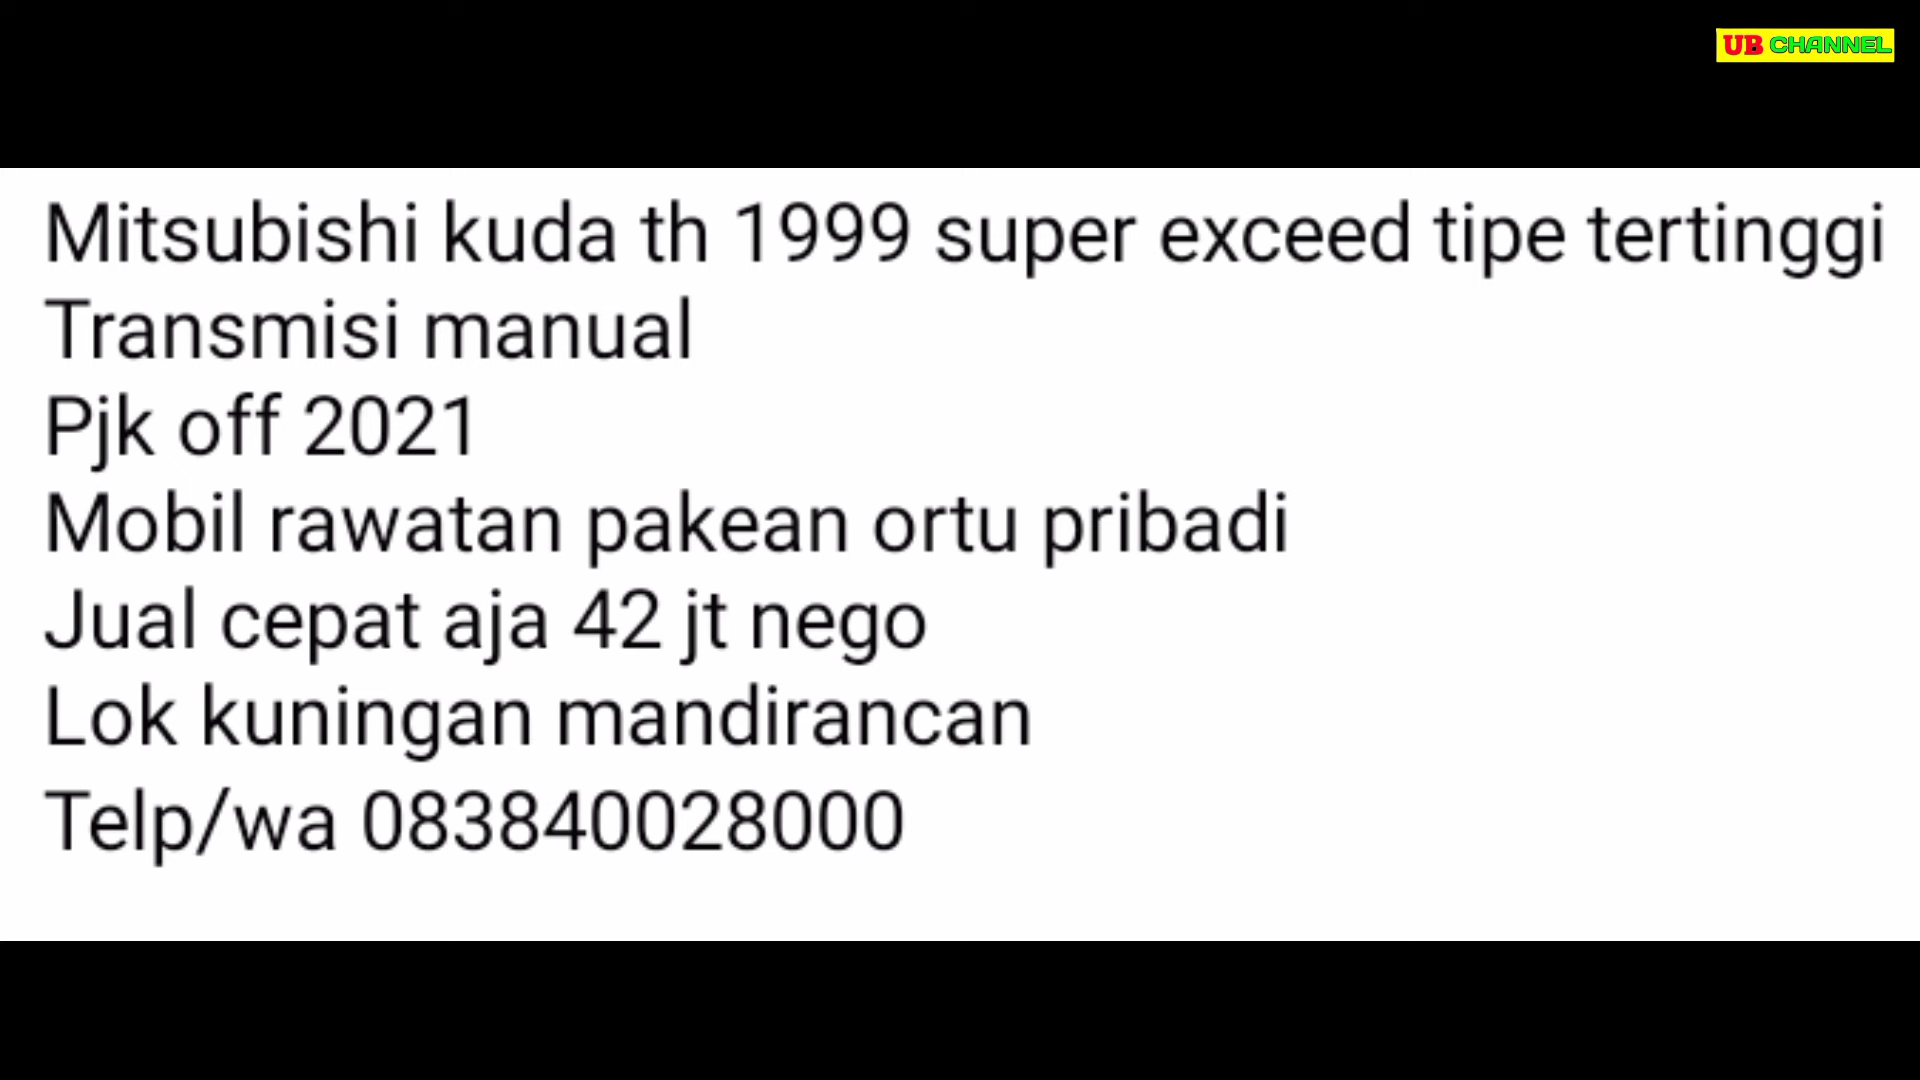 UB CHANNEL
Mitsubishi kuda th 1999 super exceed tipe tertinggi
Transmisi manual
Pjk off 2021
Mobil rawatan pakean ortu pribadi
Jual cepat aja 42 jt nego
Lok kuningan mandirancan
Telp/wa 083840028000